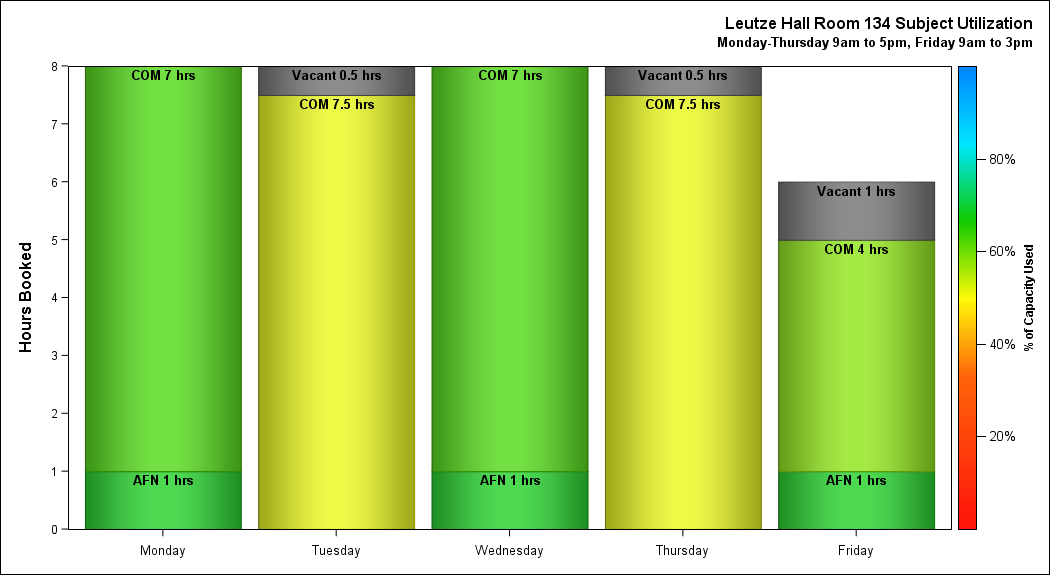 Leutze Hall Room 134 Subject Utilization
Monday-Thursday 9am to 5pm, Friday 9am to 3pm
Hours Booked
8
7
6
5
4
3
2
1
0
COM 7 hrs
AFN 1 hrs
Vacant 0.5 hrs
COM 7.5 hrs
COM 7 hrs
AFN 1 hrs
Vacant 0.5 hrs
COM 7.5 hrs
Vacant 1 hrs
COM 4 hrs
AFN 1 hrs
Monday
Tuesday
Wednesday
Thursday
Friday
80%
60%
40%
20%
% of Capacity Used